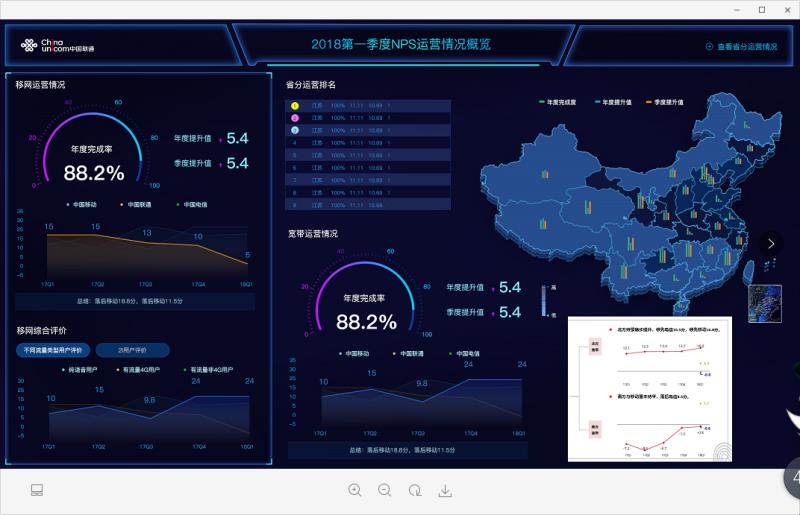 China
unicom中国联通
2018第一季度NPS运营情况概览
查看省分运营情况
移网运营情况
0
20
40
60
80
100
年度完成率
88.2%
年度提升值 5.4
季度提升值 5.4
中国移动 中国联通 中国电信
35
30
25
20
15
10
5
0
-5
15 15 13 10 5
17Q1 17Q2 17Q3 17Q4 18Q1
总结：落后移动18.8分，落后移动11.5分
移网综合评价
不同流量类型用户评价
2I用户评价
纯语音用户 有流量4G用户 有流量非4G用户
30
25
20
15
10
5
0
-5
10 15 9.8 24 24
17Q1 17Q2 17Q3 17Q4 18Q1
省分运营排名
1 江苏 100% 11.11 10.69 1
2 江苏 100% 11.11 10.69 1
3 江苏 100% 11.11 10.69 1
4 江苏 100% 11.11 10.69 1
5 江苏 100% 11.11 10.69 1
6 江苏 100% 11.11 10.69 1
7 江苏 100% 11.11 10.69 1
8 江苏 100% 11.11 10.69 1
9 江苏 100% 11.11 10.69 1
宽带运营情况
0
20
40
60
80
100
年度完成率
88.2%
年度提升值 5.4
季度提升值 5.4
中国移动 中国联通 中国电信
35
30
25
20
15
10
5
0
-5
10 15 9.8 24 24
17Q1 17Q2 17Q3 17Q4 18Q1
总结：落后移动18.8分，落后移动11.5分
年度完成度 年度提升值 季度提升值
高
低
4